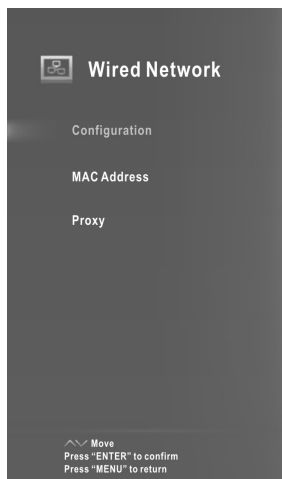 Wired Network
Configuration
MAC Address
Proxy
Move
Press “ENTER” to confirm
Press “MENU” to return